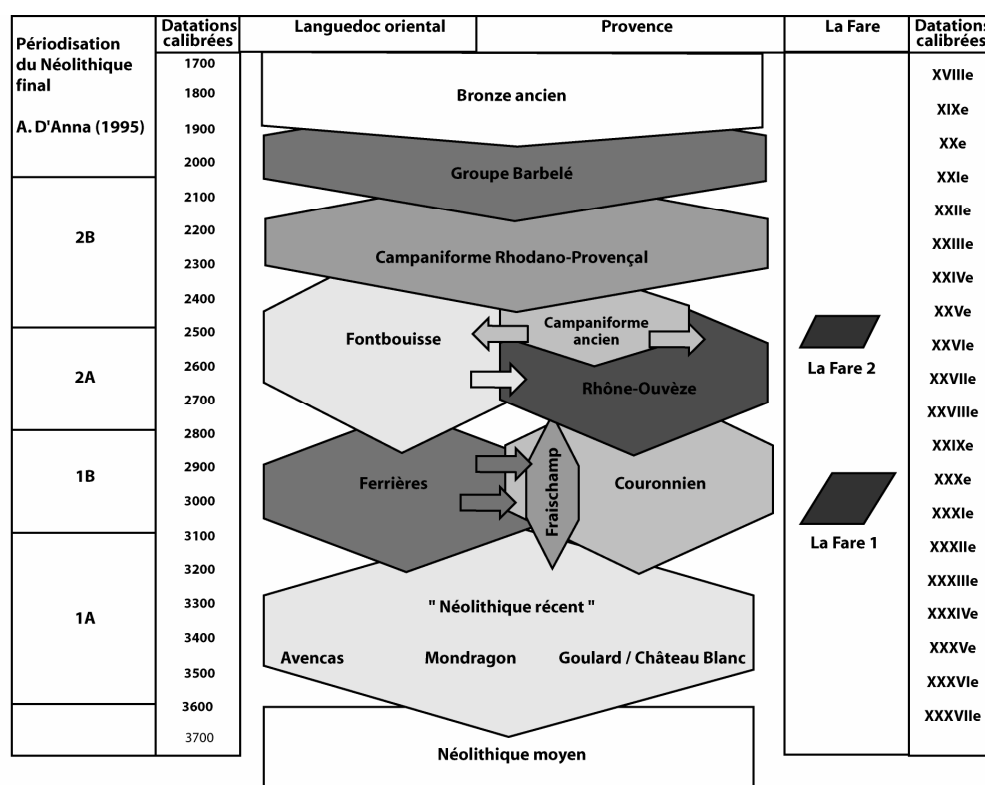 Périodisation
du Néolithique
final
A. D'Anna (1995)
2B
2A
1B
1A
Datations
calibrées
1700
1800
1900
2000
2100
2200
2300
2400
2500
2600
2700
2800
2900
3000
3100
3200
3300
3400
3500
3600
3700
Languedoc oriental
Provence
Bronze ancien
Groupe Barbelé
Campaniforme Rhodano-Provençal
Fontbouisse
Campaniforme
ancien
Rhône-Ouvèze
Ferrières
Fraischamp
Couronnien
" Néolithique récent "
Avencas
Mondragon
Goulard / Château Blanc
Néolithique moyen
La Fare
La Fare 2
La Fare 1
Datations
calibrées
XVIIIe
XIXe
XXe
XXIe
XXIIe
XXIIIe
XXIVe
XXVe
XXVIe
XXVIIe
XXVIIIe
XXIXe
XXXe
XXXIe
XXXIIe
XXXIIIe
XXXIVe
XXXVe
XXXVIe
XXXVIIe